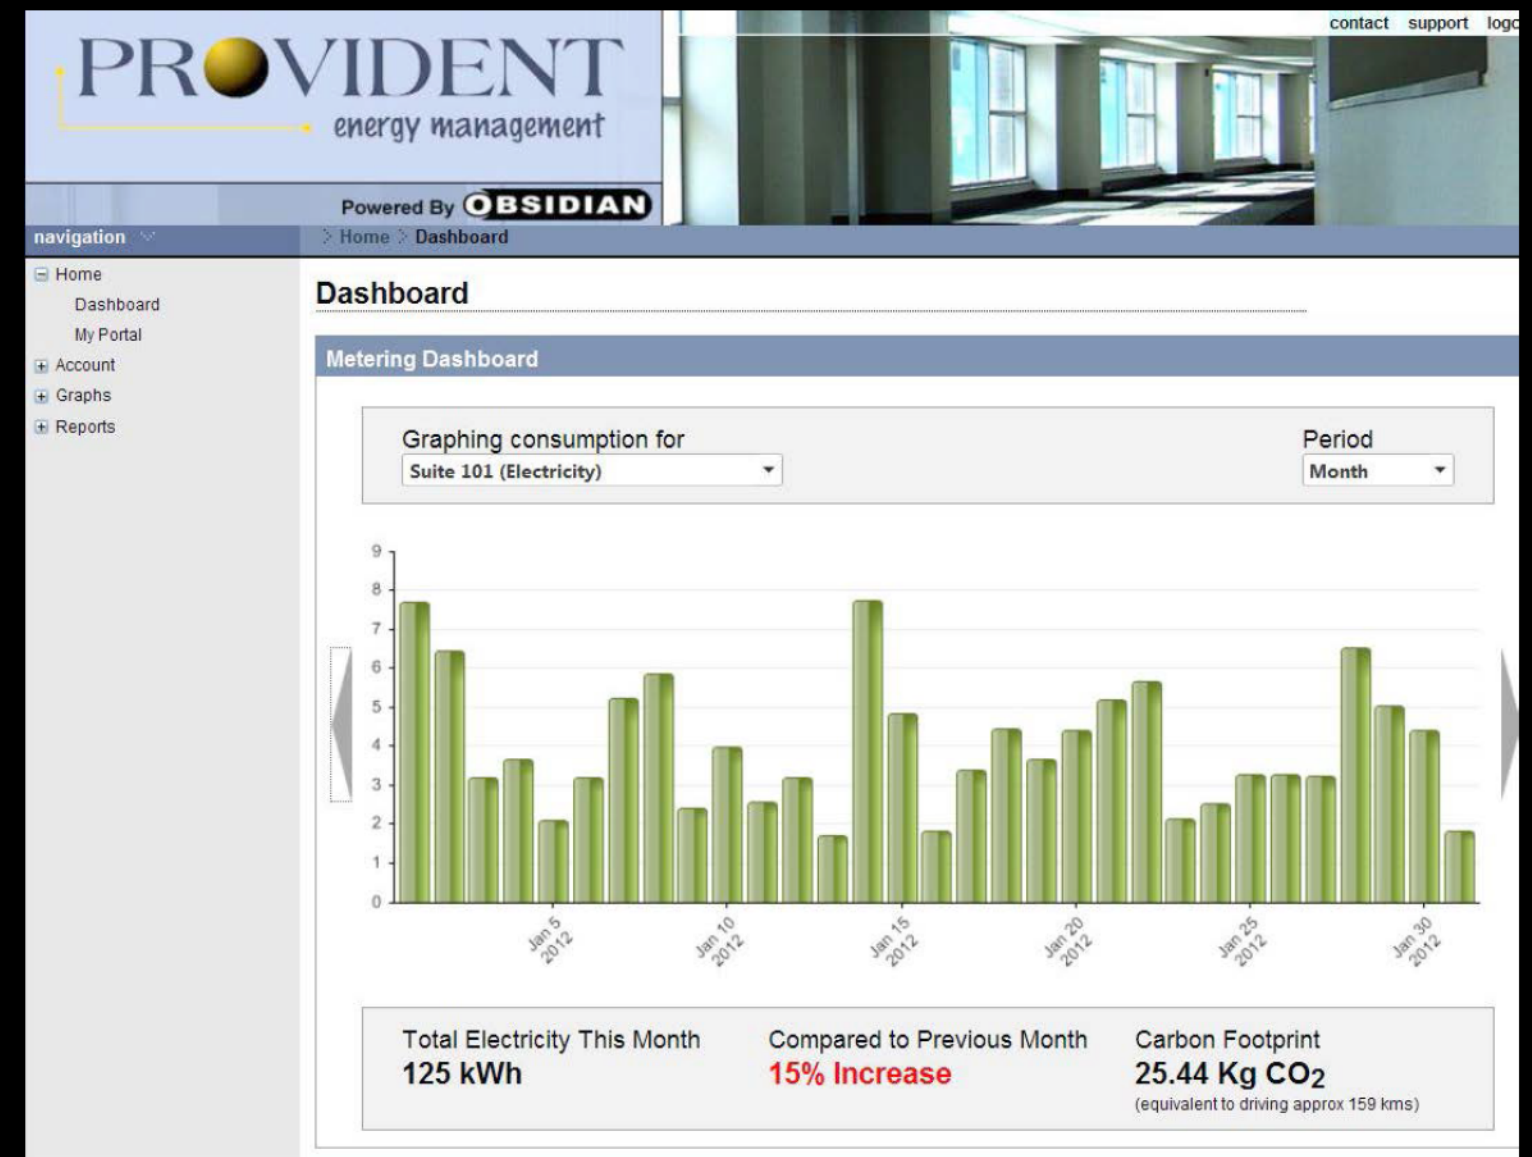 contact support
PROVIDENT
energy management
Powered By OBSIDIAN
navigation
Home Dashboard
Home
Dashboard
My Portal
Account
Graphs
Reports
Dashboard
Metering Dashboard
Graphing consumption for
Suite 101 (Electricity)
Period
Month
9
8
7
6
5
4
3
2
1
0
Jan 5
2012
Jan 10
2012
Jan 15
2012
Jan 20
2012
Jan 25
2012
Jan 30
2012
Total Electricity This Month
125 kWh
Compared to Previous Month
15% Increase
Carbon Footprint
25.44 Kg CO2
(equivalent to driving approx 159 kms)